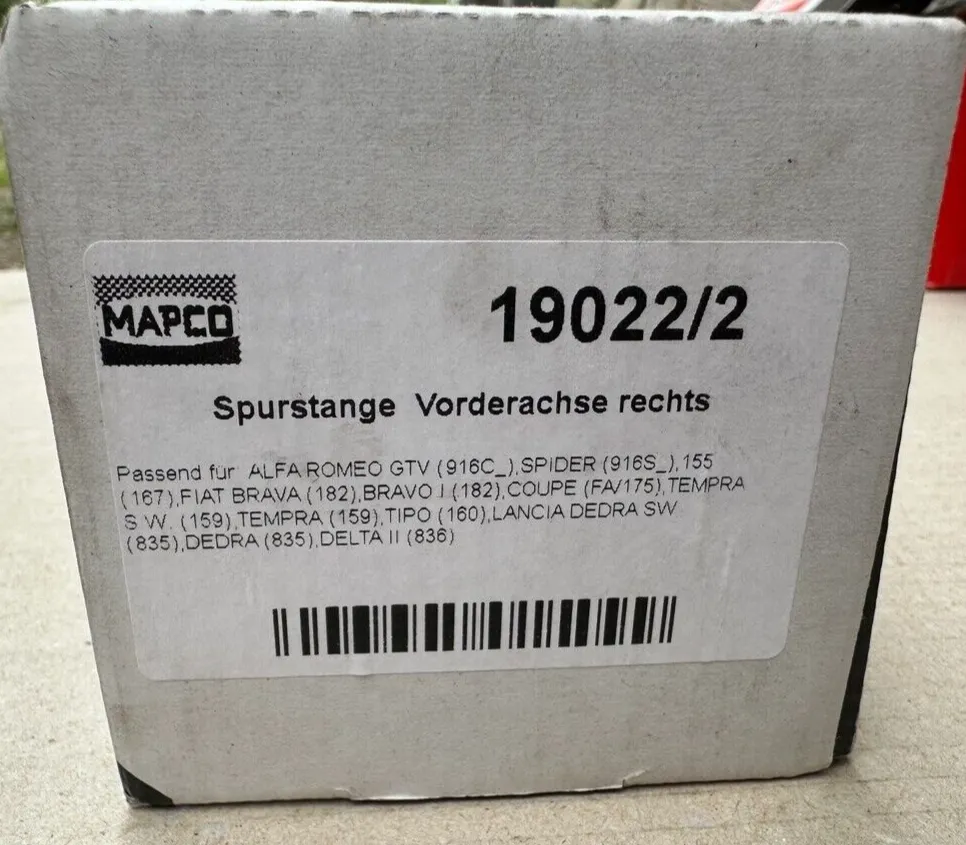 MAPCO
19022/2
Spurstange Vorderachse rechts
Passend für ALFA ROMEO GTV (916C_),SPIDER (916S_),155
(167),FIAT BRAVA (182),BRAVO I (182),COUPE (FA/175),TEMPRA
S.W. (159),TEMPRA (159),TIPO (160),LANCIA DEDRA SW
(835),DEDRA (835),DELTA II (836)